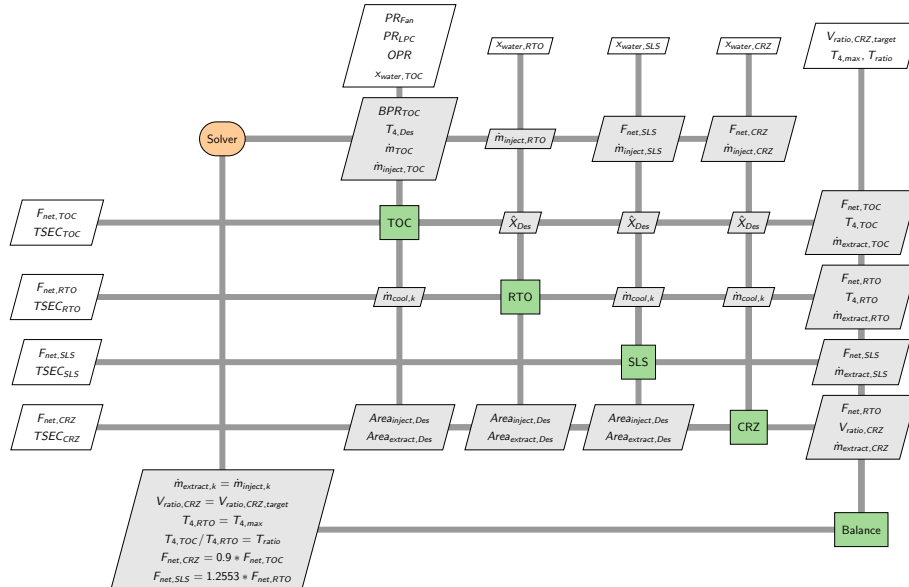 PR_Fan
PR_LPC
OPR
x_water,TOC
x_water,RTO
x_water,SLS
x_water,CRZ
V_ratio,CRZ,target
T_4,max, T_ratio
Solver
BPR_TOC
T_4,Des
ṁ_TOC
ṁ_inject,TOC
ṁ_inject,RTO
F_net,SLS
ṁ_inject,SLS
F_net,CRZ
ṁ_inject,CRZ
F_net,TOC
TSEC_TOC
TOC
X̂_Des
X̂_Des
X̂_Des
F_net,TOC
T_4,TOC
ṁ_extract,TOC
F_net,RTO
TSEC_RTO
ṁ_cool,k
RTO
ṁ_cool,k
ṁ_cool,k
F_net,RTO
T_4,RTO
ṁ_extract,RTO
F_net,SLS
TSEC_SLS
SLS
F_net,SLS
ṁ_extract,SLS
F_net,CRZ
TSEC_CRZ
Area_inject,Des
Area_extract,Des
Area_inject,Des
Area_extract,Des
Area_inject,Des
Area_extract,Des
CRZ
F_net,RTO
V_ratio,CRZ
ṁ_extract,CRZ
ṁ_extract,k = ṁ_inject,k
V_ratio,CRZ = V_ratio,CRZ,target
T_4,RTO = T_4,max
T_4,TOC/T_4,RTO = T_ratio
F_net,CRZ = 0.9 * F_net,TOC
F_net,SLS = 1.2553 * F_net,RTO
Balance